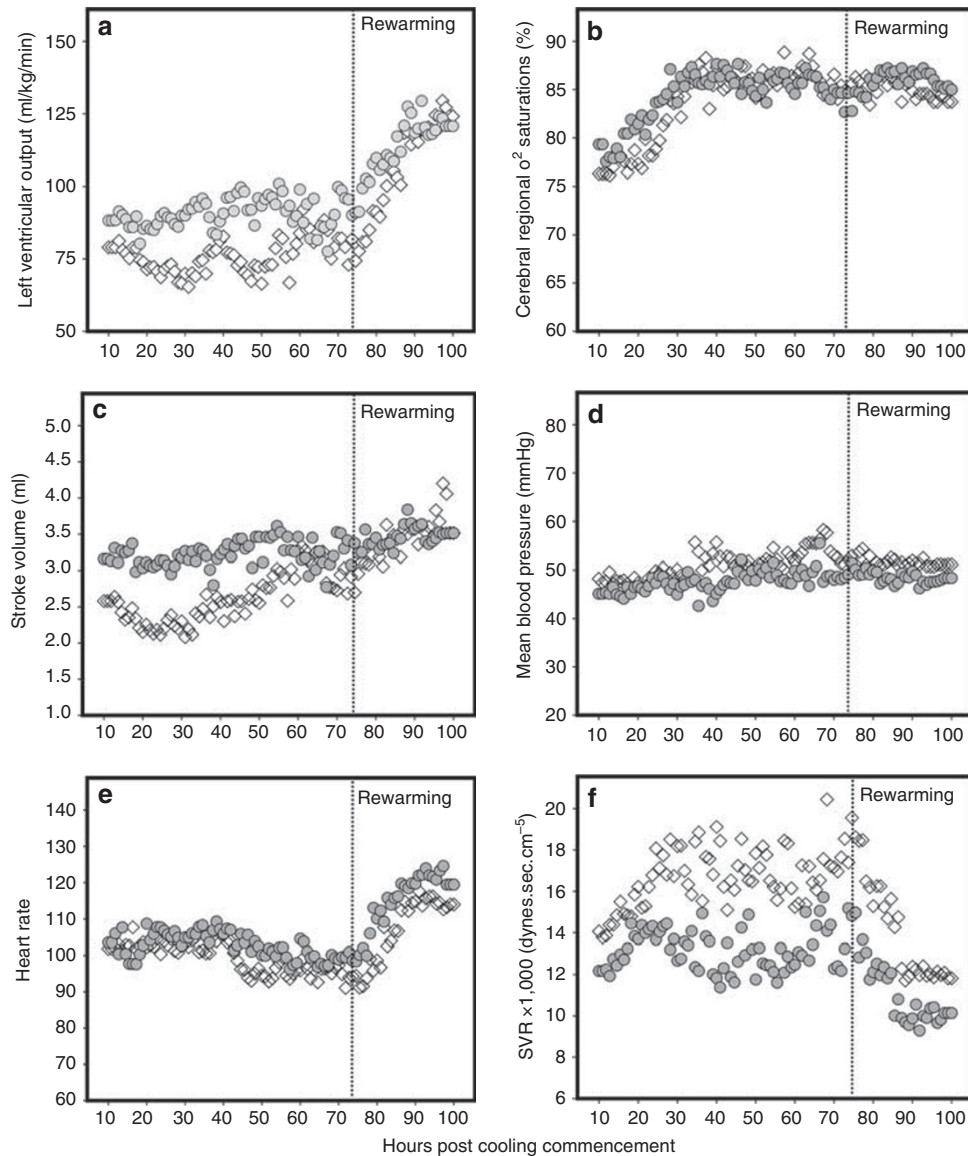 a
Rewarming
Left ventricular output (ml/kg/min)
150
125
100
75
50
10 20 30 40 50 60 70 80 90 100
b
Rewarming
Cerebral regional o² saturations (%)
90
85
80
75
70
65
60
10 20 30 40 50 60 70 80 90 100
c
Rewarming
Stroke volume (ml)
5.0
4.5
4.0
3.5
3.0
2.5
2.0
1.5
1.0
10 20 30 40 50 60 70 80 90 100
d
Rewarming
Mean blood pressure (mmHg)
80
70
60
50
40
30
20
10 20 30 40 50 60 70 80 90 100
e
Rewarming
Heart rate
140
130
120
110
100
90
80
70
60
10 20 30 40 50 60 70 80 90 100
f
Rewarming
SVR ×1,000 (dynes.sec.cm⁻⁵)
20
18
16
14
12
10
8
6
10 20 30 40 50 60 70 80 90 100
Hours post cooling commencement